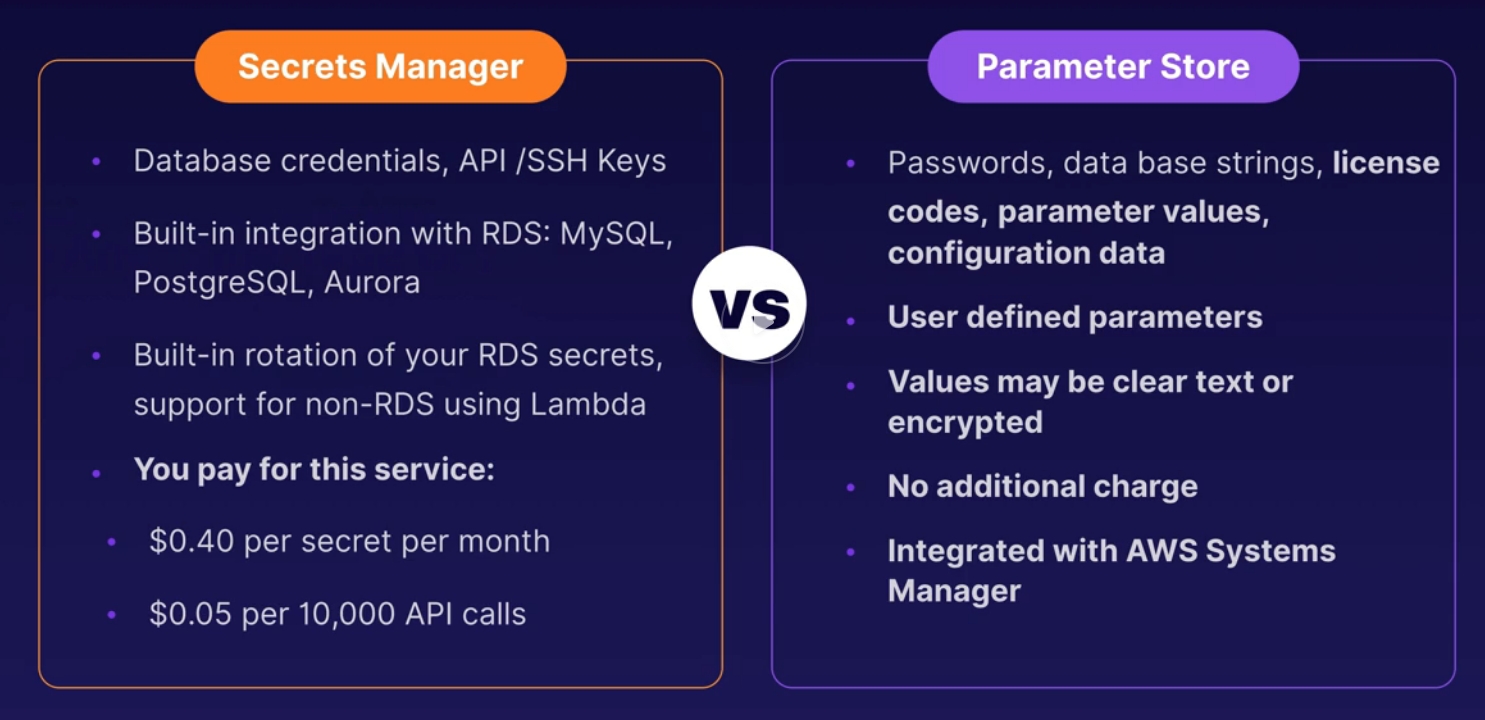 Secrets Manager
Database credentials, API /SSH Keys
Built-in integration with RDS: MySQL,
PostgreSQL, Aurora
Built-in rotation of your RDS secrets,
support for non-RDS using Lambda
You pay for this service:
$0.40 per secret per month
$0.05 per 10,000 API calls
VS
Parameter Store
Passwords, data base strings, license
codes, parameter values,
configuration data
User defined parameters
Values may be clear text or
encrypted
No additional charge
Integrated with AWS Systems
Manager